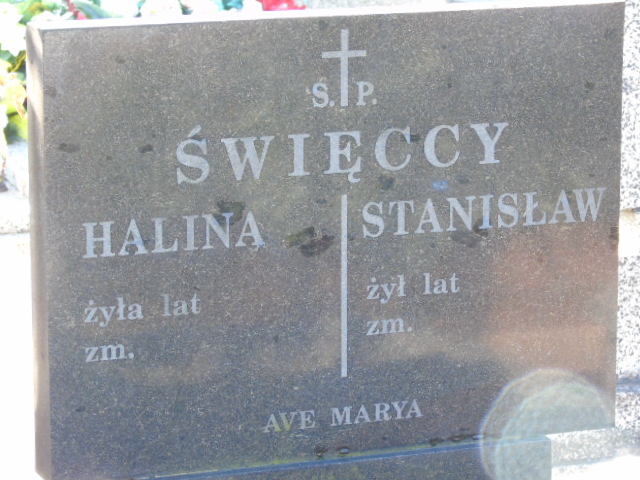 Ś. P.
ŚWIĘCCY
HALINA
żyła lat
zm.
STANISŁAW
żył lat
zm.
AVE MARYA